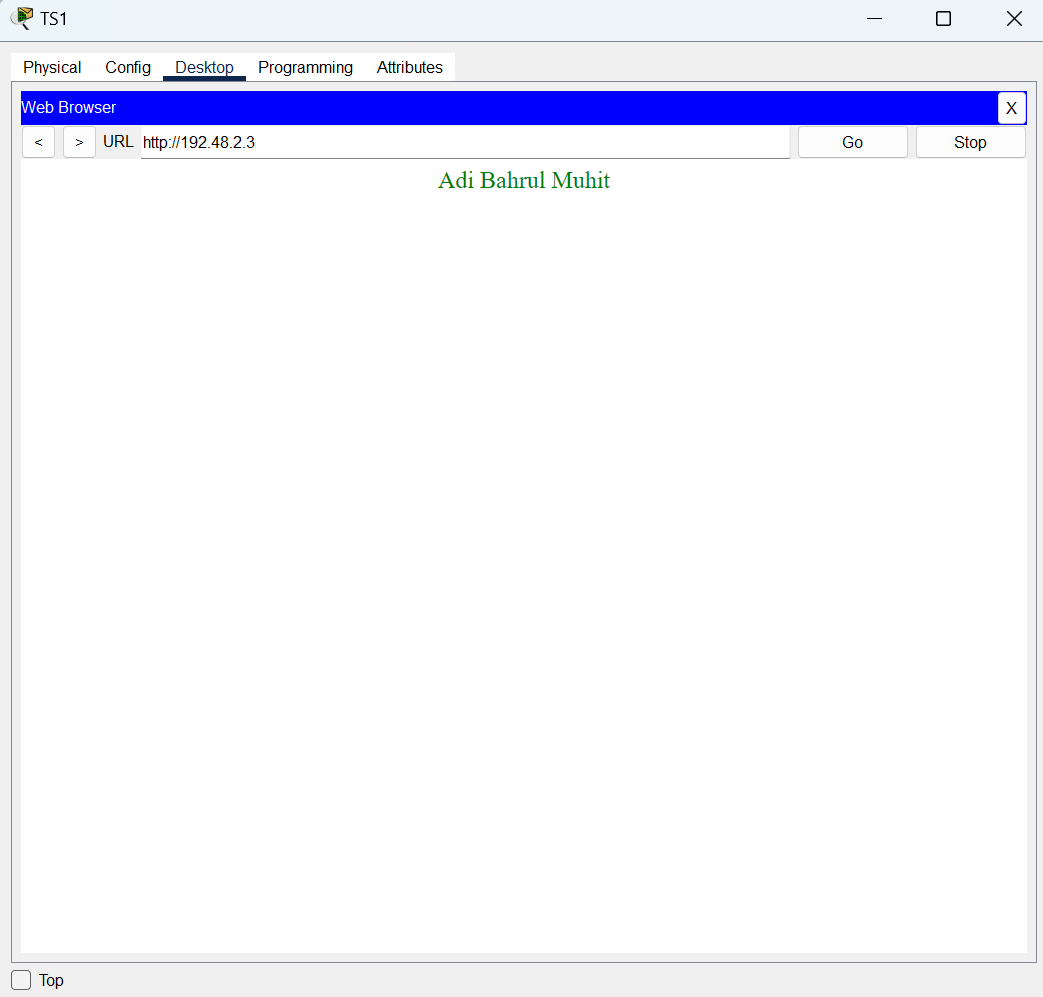 TS1
Physical Config Desktop Programming Attributes
Web Browser X
< > URL http://192.48.2.3 Go Stop
Adi Bahrul Muhit
Top